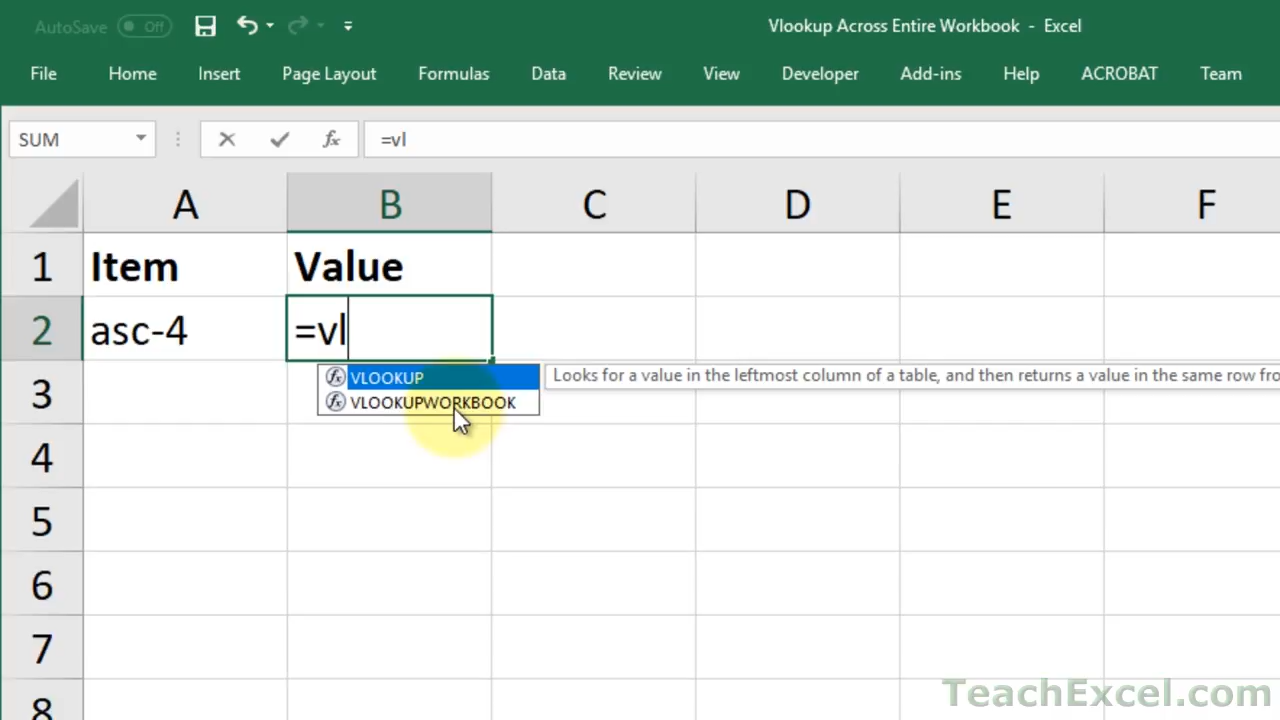 AutoSave Off
Vlookup Across Entire Workbook - Excel
File Home Insert Page Layout Formulas Data Review View Developer Add-ins Help ACROBAT Team
SUM fx =vl
A B C D E F
1 Item Value
2 asc-4 =vl
fx VLOOKUP Looks for a value in the leftmost column of a table, and then returns a value in the same row
fx VLOOKUPWORKBOOK
3
4
5
6
7
8
TeachExcel.com